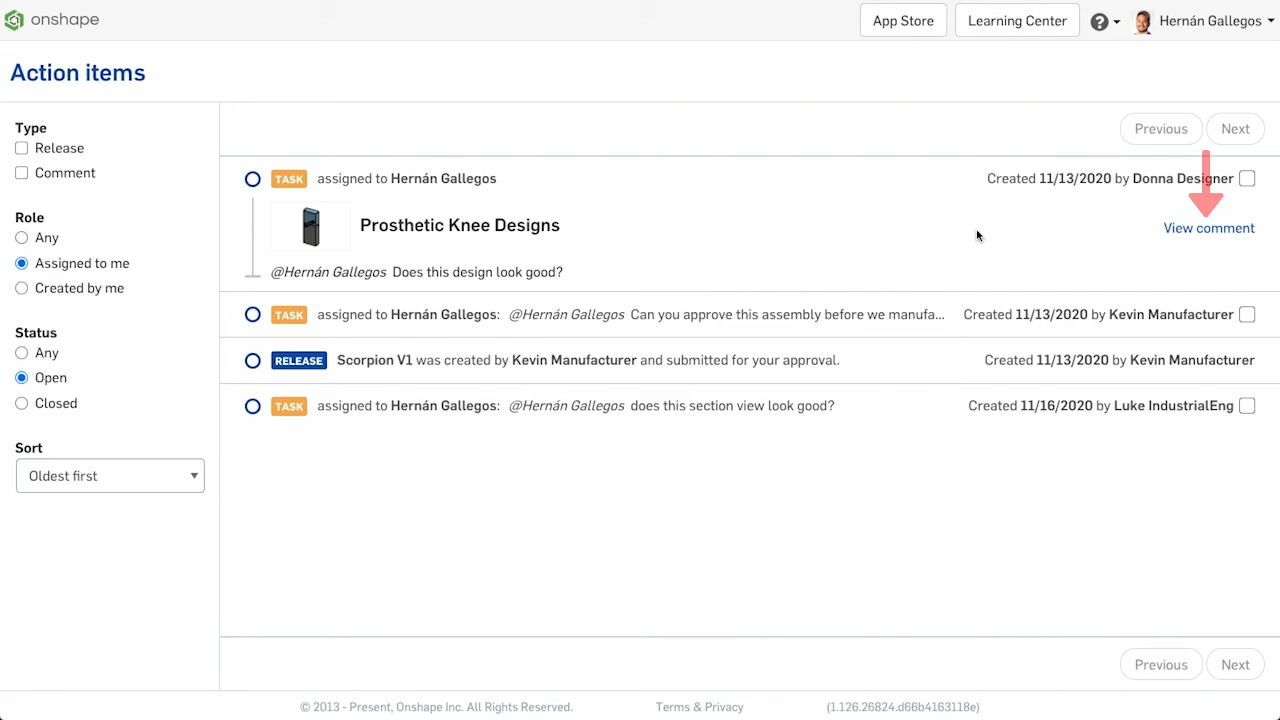 onshape
App Store
Learning Center
?
Hernán Gallegos
Action items
Type
Release
Comment
Role
Any
Assigned to me
Created by me
Status
Any
Open
Closed
Sort
Oldest first
Previous
Next
TASK assigned to Hernán Gallegos Created 11/13/2020 by Donna Designer
Prosthetic Knee Designs
View comment
@Hernán Gallegos Does this design look good?
TASK assigned to Hernán Gallegos: @Hernán Gallegos Can you approve this assembly before we manufa... Created 11/13/2020 by Kevin Manufacturer
RELEASE Scorpion V1 was created by Kevin Manufacturer and submitted for your approval. Created 11/13/2020 by Kevin Manufacturer
TASK assigned to Hernán Gallegos: @Hernán Gallegos does this section view look good? Created 11/16/2020 by Luke IndustrialEng
Previous
Next
© 2013 - Present, Onshape Inc. All Rights Reserved. Terms & Privacy (1.126.26824.d66b4163118e)